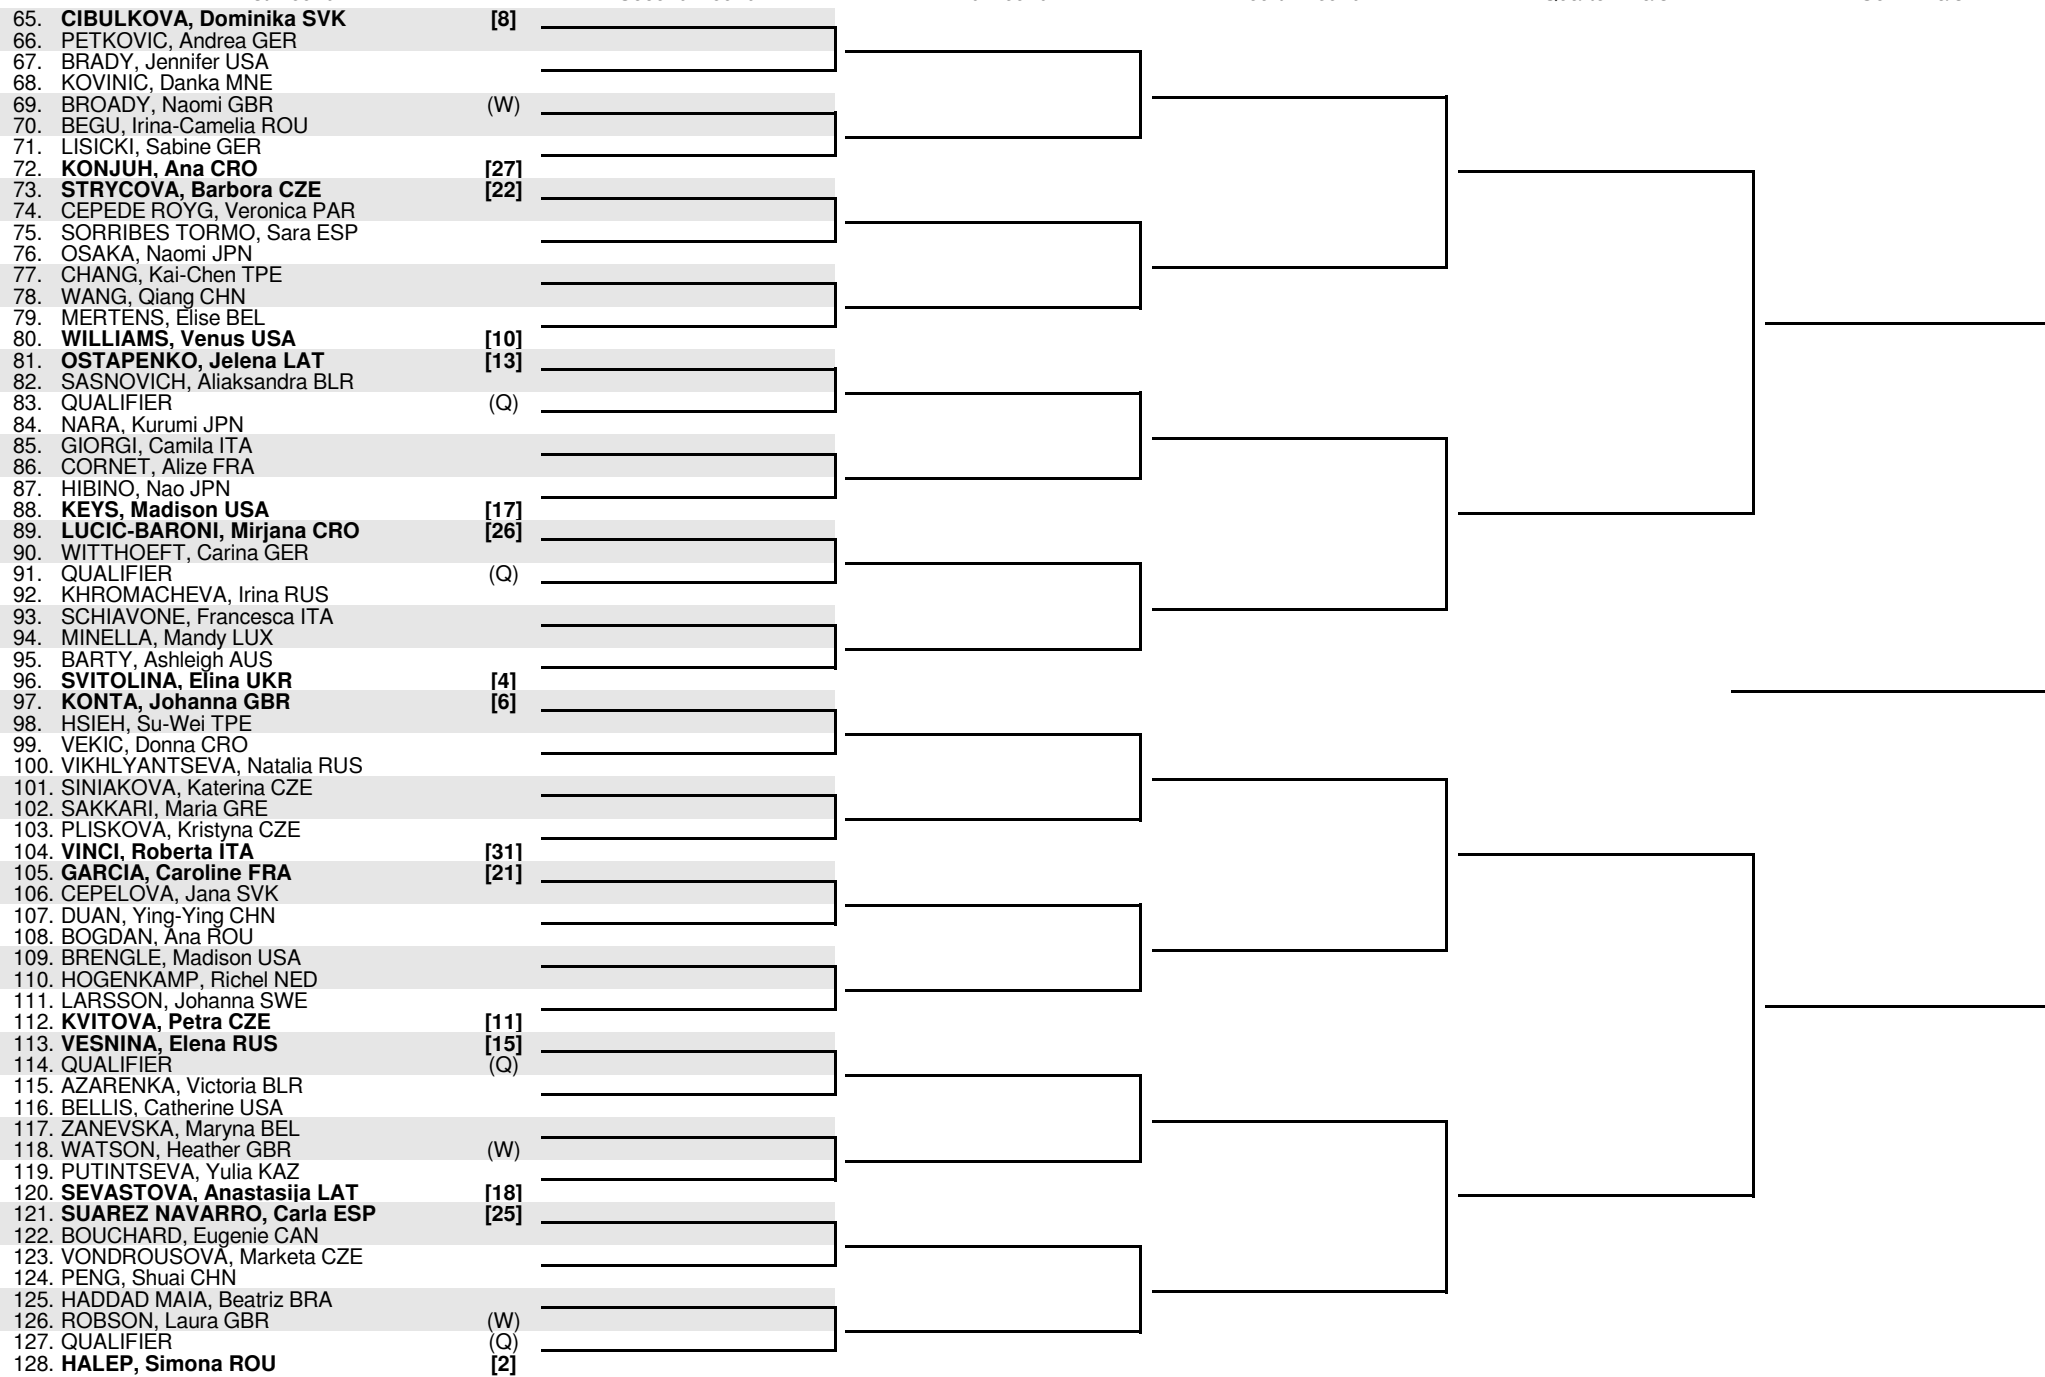 65. CIBULKOVA, Dominika SVK [8]
66. PETKOVIC, Andrea GER
67. BRADY, Jennifer USA
68. KOVINIC, Danka MNE
69. BROADY, Naomi GBR (W)
70. BEGU, Irina-Camelia ROU
71. LISICKI, Sabine GER
72. KONJUH, Ana CRO [27]
73. STRYCOVA, Barbora CZE [22]
74. CEPEDE ROYG, Veronica PAR
75. SORRIBES TORMO, Sara ESP
76. OSAKA, Naomi JPN
77. CHANG, Kai-Chen TPE
78. WANG, Qiang CHN
79. MERTENS, Elise BEL
80. WILLIAMS, Venus USA [10]
81. OSTAPENKO, Jelena LAT [13]
82. SASNOVICH, Aliaksandra BLR
83. QUALIFIER (Q)
84. NARA, Kurumi JPN
85. GIORGI, Camila ITA
86. CORNET, Alize FRA
87. HIBINO, Nao JPN
88. KEYS, Madison USA [17]
89. LUCIC-BARONI, Mirjana CRO [26]
90. WITTHOEFT, Carina GER
91. QUALIFIER (Q)
92. KHROMACHEVA, Irina RUS
93. SCHIAVONE, Francesca ITA
94. MINELLA, Mandy LUX
95. BARTY, Ashleigh AUS
96. SVITOLINA, Elina UKR [4]
97. KONTA, Johanna GBR [6]
98. HSIEH, Su-Wei TPE
99. VEKIC, Donna CRO
100. VIKHLYANTSEVA, Natalia RUS
101. SINIAKOVA, Katerina CZE
102. SAKKARI, Maria GRE
103. PLISKOVA, Kristyna CZE
104. VINCI, Roberta ITA [31]
105. GARCIA, Caroline FRA [21]
106. CEPELOVA, Jana SVK
107. DUAN, Ying-Ying CHN
108. BOGDAN, Ana ROU
109. BRENGLE, Madison USA
110. HOGENKAMP, Richel NED
111. LARSSON, Johanna SWE
112. KVITOVA, Petra CZE [11]
113. VESNINA, Elena RUS [15]
114. QUALIFIER (Q)
115. AZARENKA, Victoria BLR
116. BELLIS, Catherine USA
117. ZANEVSKA, Maryna BEL
118. WATSON, Heather GBR (W)
119. PUTINTSEVA, Yulia KAZ
120. SEVASTOVA, Anastasija LAT [18]
121. SUAREZ NAVARRO, Carla ESP [25]
122. BOUCHARD, Eugenie CAN
123. VONDROUSOVA, Marketa CZE
124. PENG, Shuai CHN
125. HADDAD MAIA, Beatriz BRA
126. ROBSON, Laura GBR (W)
127. QUALIFIER (Q)
128. HALEP, Simona ROU [2]